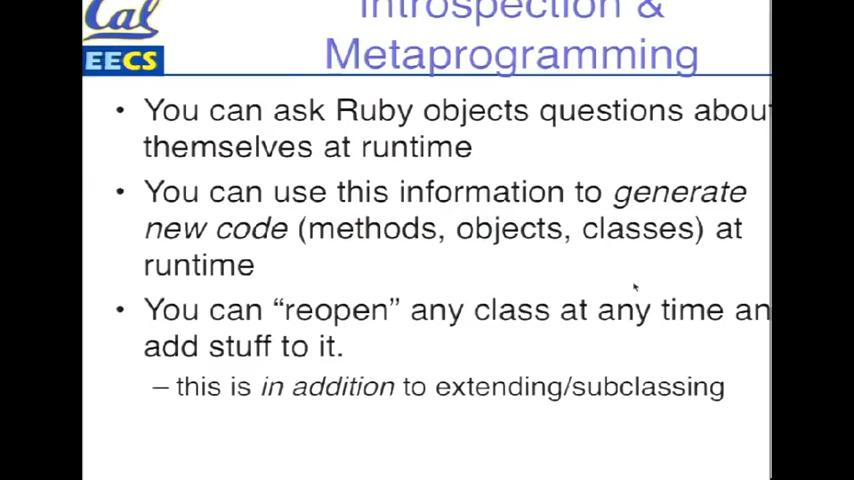 Cal
EECS
Introspection &
Metaprogramming
• You can ask Ruby objects questions about
themselves at runtime
• You can use this information to generate
new code (methods, objects, classes) at
runtime
• You can “reopen” any class at any time an
add stuff to it.
– this is in addition to extending/subclassing